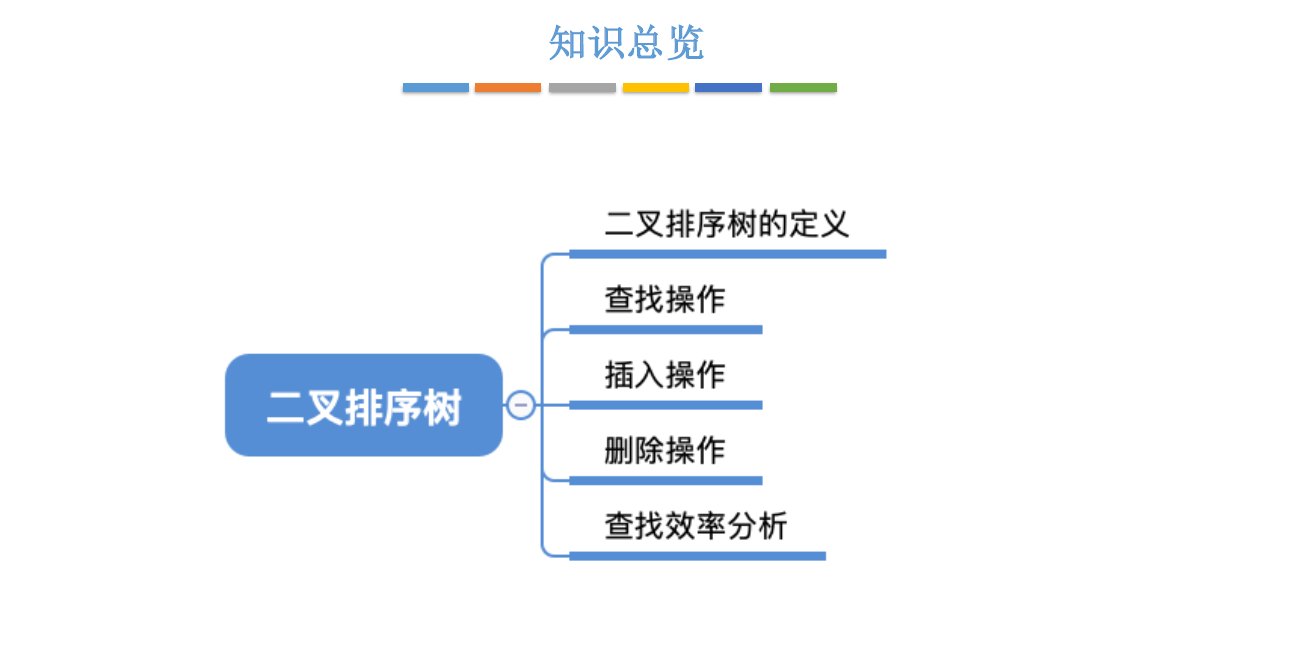 知识总览
二叉排序树的定义
查找操作
插入操作
二叉排序树
删除操作
查找效率分析